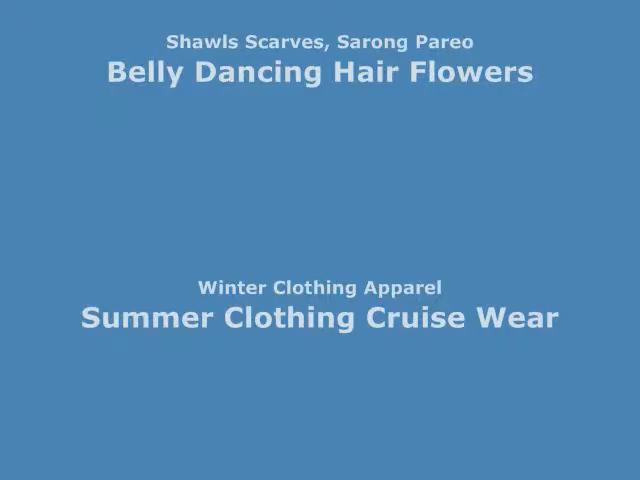 Shawls Scarves, Sarong Pareo
Belly Dancing Hair Flowers
Winter Clothing Apparel
Summer Clothing Cruise Wear